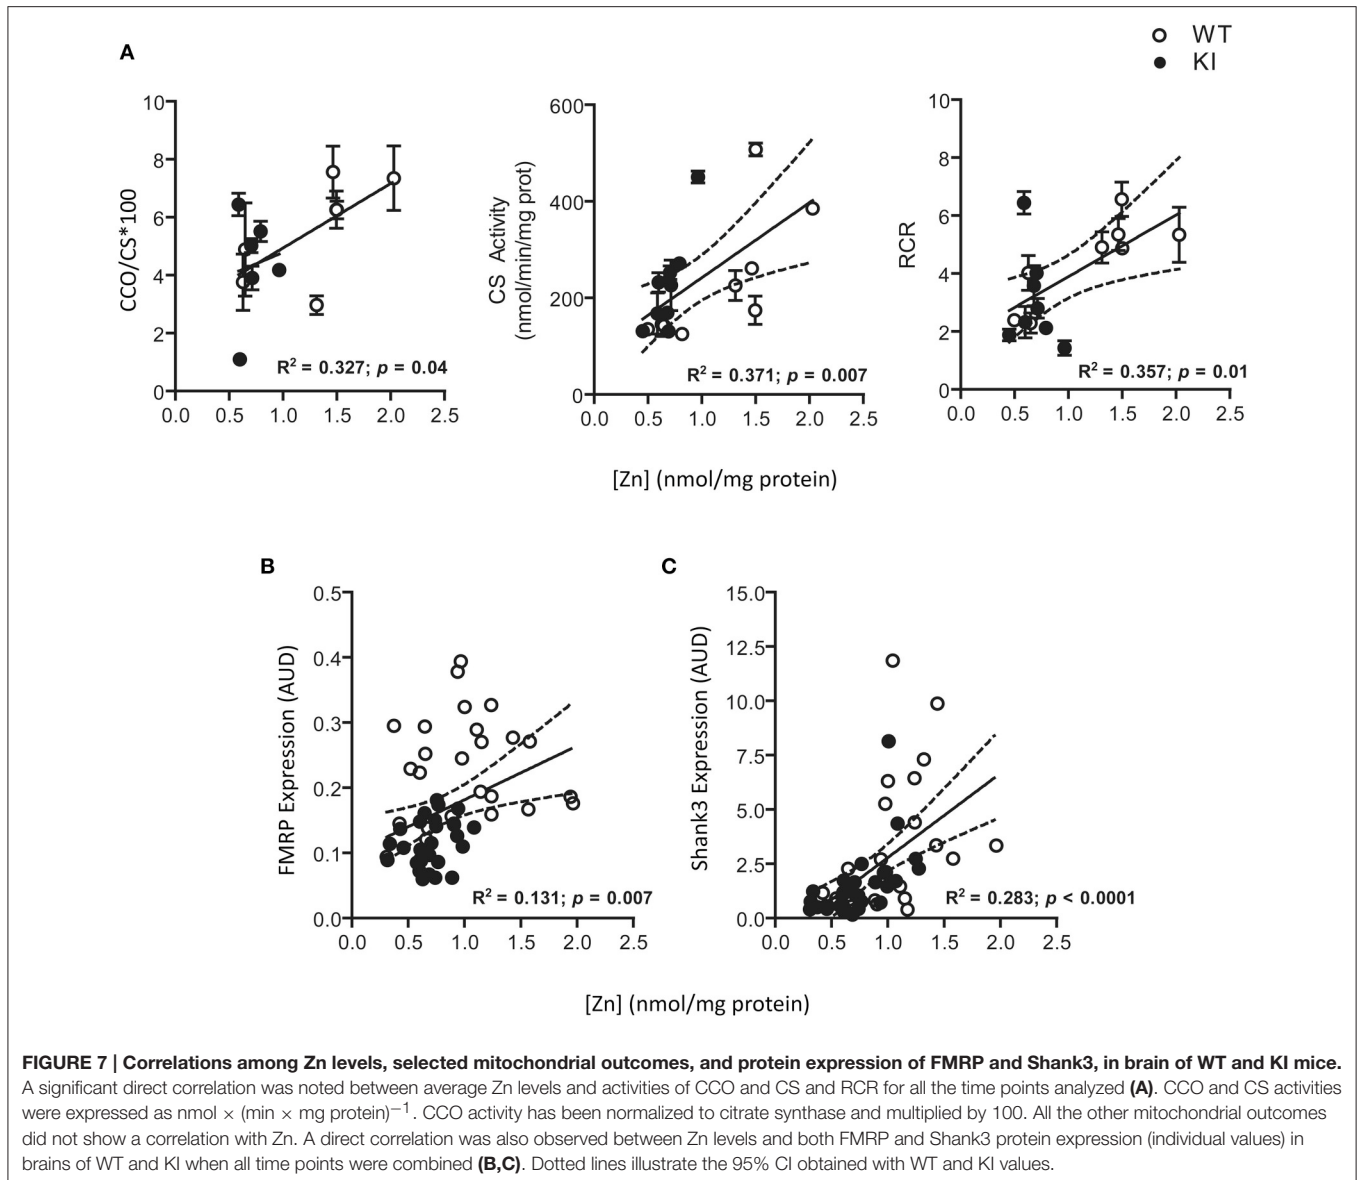 WT
KI
A
10
8
6
4
2
0
CCO/CS*100
R² = 0.327; p = 0.04
0.0 0.5 1.0 1.5 2.0 2.5
600
400
200
0
CS Activity
(nmol/min/mg prot)
R² = 0.371; p = 0.007
0.0 0.5 1.0 1.5 2.0 2.5
10
8
6
4
2
0
RCR
R² = 0.357; p = 0.01
0.0 0.5 1.0 1.5 2.0 2.5
[Zn] (nmol/mg protein)
B
0.5
0.4
0.3
0.2
0.1
0.0
FMRP Expression (AUD)
R² = 0.131; p = 0.007
0.0 0.5 1.0 1.5 2.0 2.5
C
15.0
12.5
10.0
7.5
5.0
2.5
0.0
Shank3 Expression (AUD)
R² = 0.283; p < 0.0001
0.0 0.5 1.0 1.5 2.0 2.5
[Zn] (nmol/mg protein)
FIGURE 7 | Correlations among Zn levels, selected mitochondrial outcomes, and protein expression of FMRP and Shank3, in brain of WT and KI mice.
A significant direct correlation was noted between average Zn levels and activities of CCO and CS and RCR for all the time points analyzed (A). CCO and CS activities
were expressed as nmol × (min × mg protein)⁻¹. CCO activity has been normalized to citrate synthase and multiplied by 100. All the other mitochondrial outcomes
did not show a correlation with Zn. A direct correlation was also observed between Zn levels and both FMRP and Shank3 protein expression (individual values) in
brains of WT and KI when all time points were combined (B,C). Dotted lines illustrate the 95% CI obtained with WT and KI values.